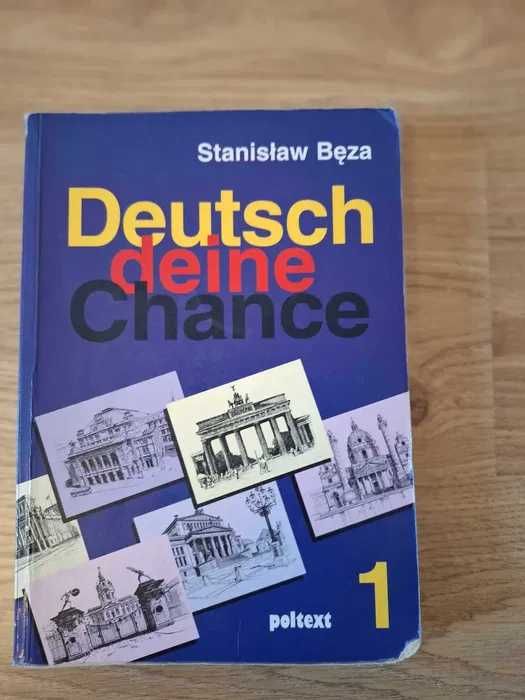 Stanisław Bęza
Deutsch
deine
Chance
poltext
1